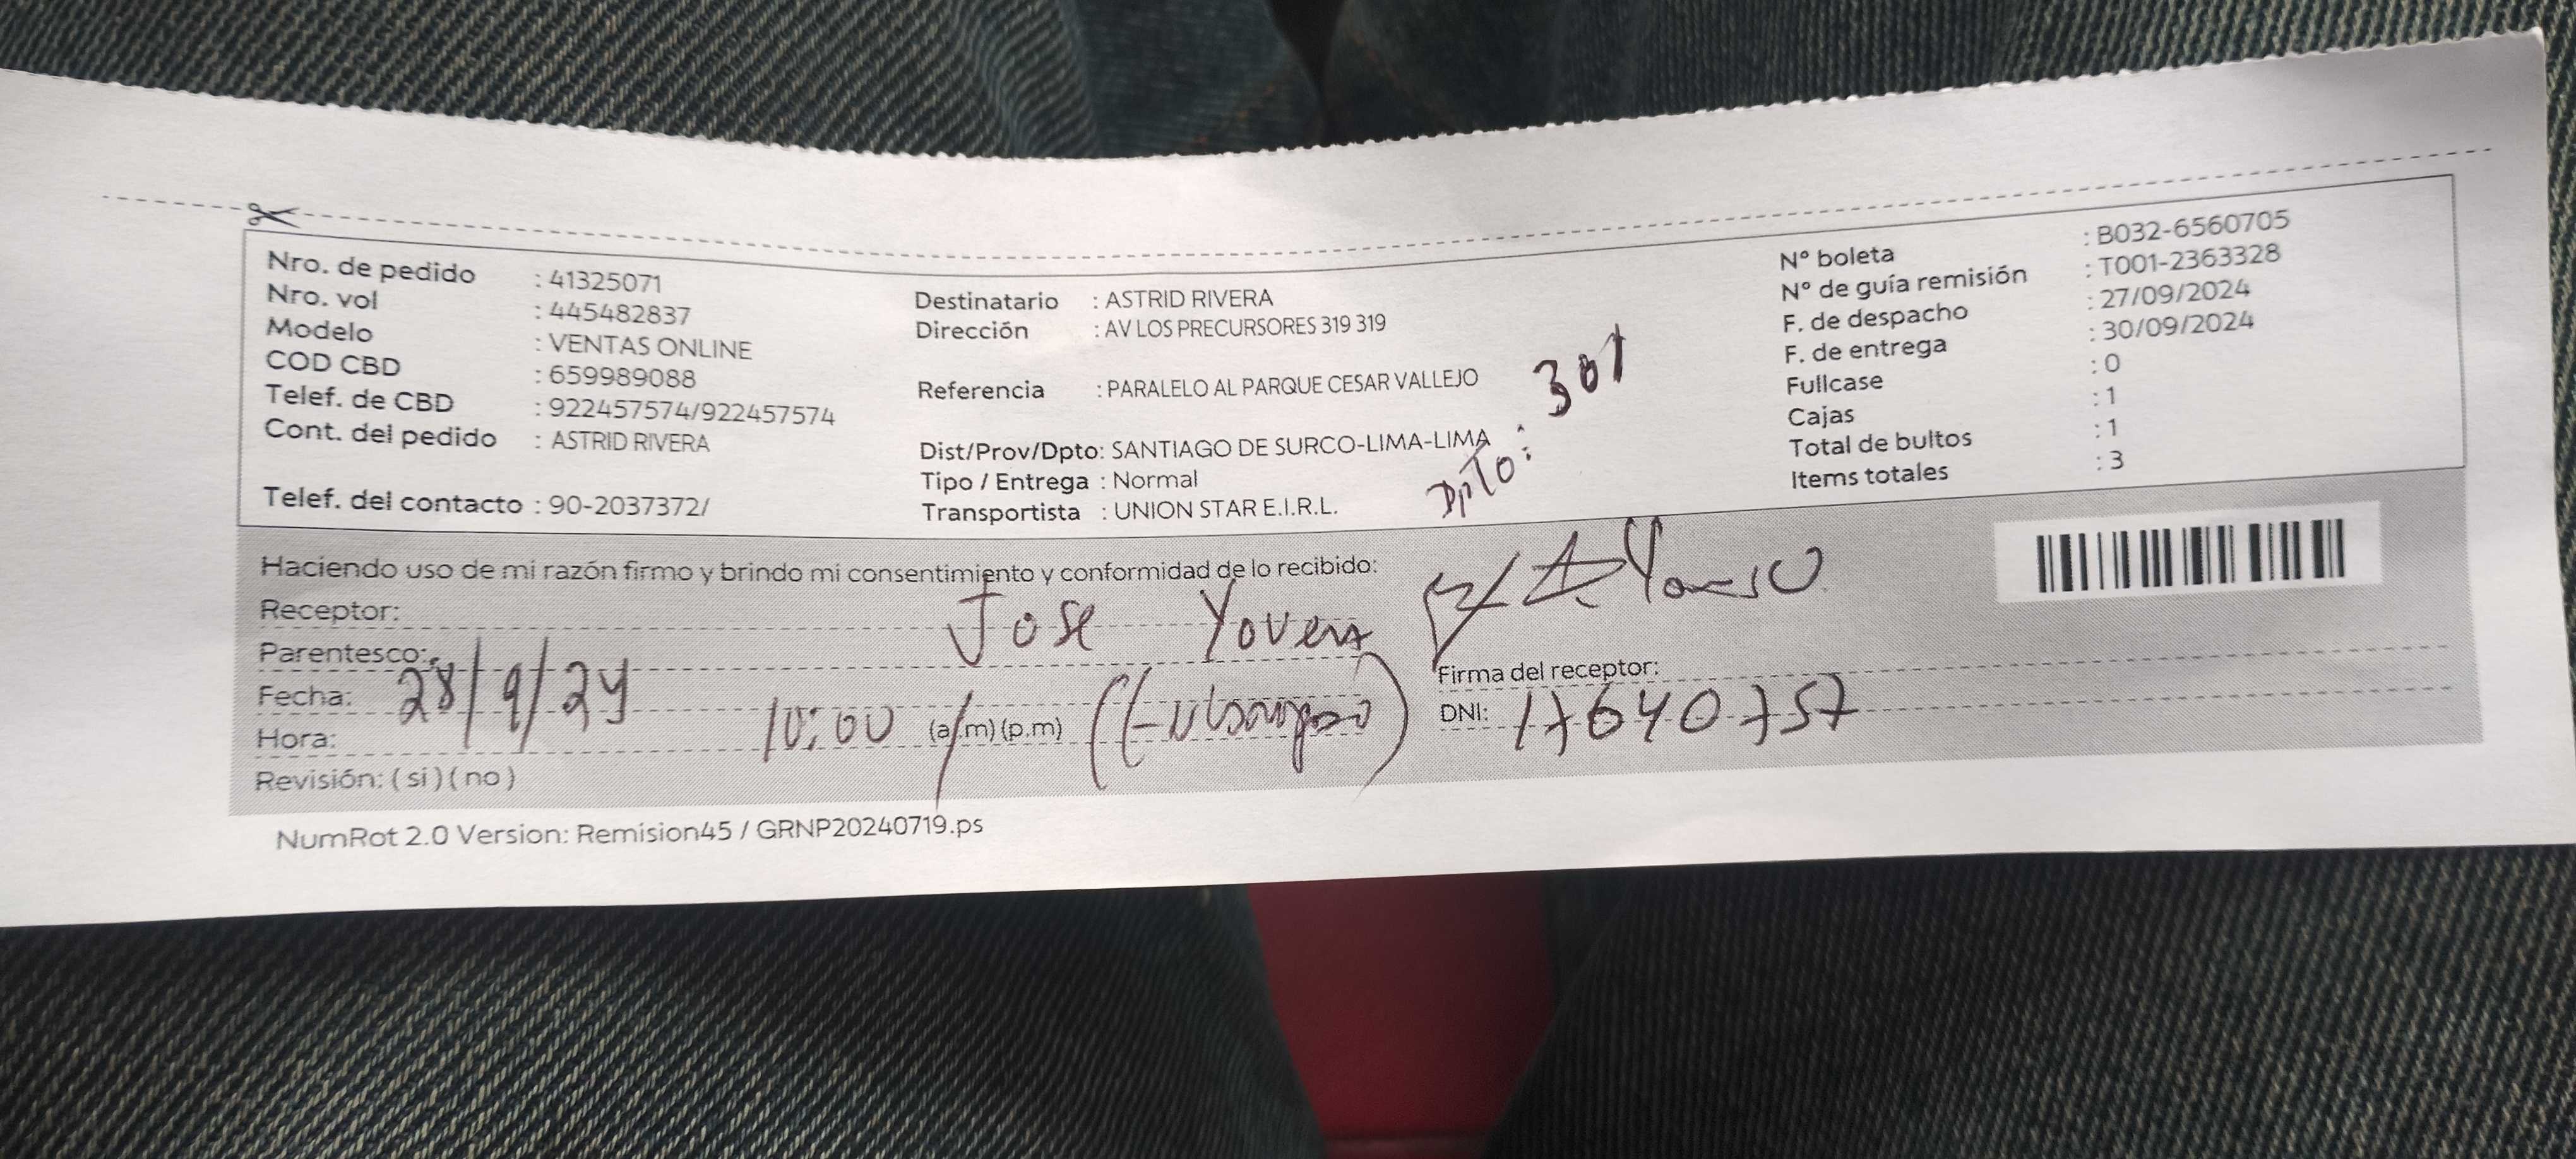 Nro. de pedido : 41325071
Nro. vol : 445482837
Modelo : VENTAS ONLINE
COD CBD : 659989088
Telef. de CBD : 922457574/922457574
Cont. del pedido : ASTRID RIVERA
Telef. del contacto : 90-2037372/
Destinatario : ASTRID RIVERA
Dirección : AV LOS PRECURSORES 319 319
Referencia : PARALELO AL PARQUE CESAR VALLEJO
Dist/Prov/Dpto: SANTIAGO DE SURCO-LIMA-LIMA
Tipo / Entrega : Normal
Transportista : UNION STAR E.I.R.L.
DpTo: 301
N° boleta : B032-6560705
N° de guía remisión : T001-2363328
F. de despacho : 27/09/2024
F. de entrega : 30/09/2024
Fullcase : 0
Cajas : 1
Total de bultos : 1
Items totales : 3
Haciendo uso de mi razón firmo y brindo mi consentimiento y conformidad de lo recibido:
Receptor: Jose Yovera
Parentesco:
Fecha: 28/9/24
Hora: 10:00 (a.m) (p.m)
Revisión: ( si ) ( no )
Firma del receptor:
DNI: 17640757
NumRot 2.0 Version: Remision45 / GRNP20240719.ps